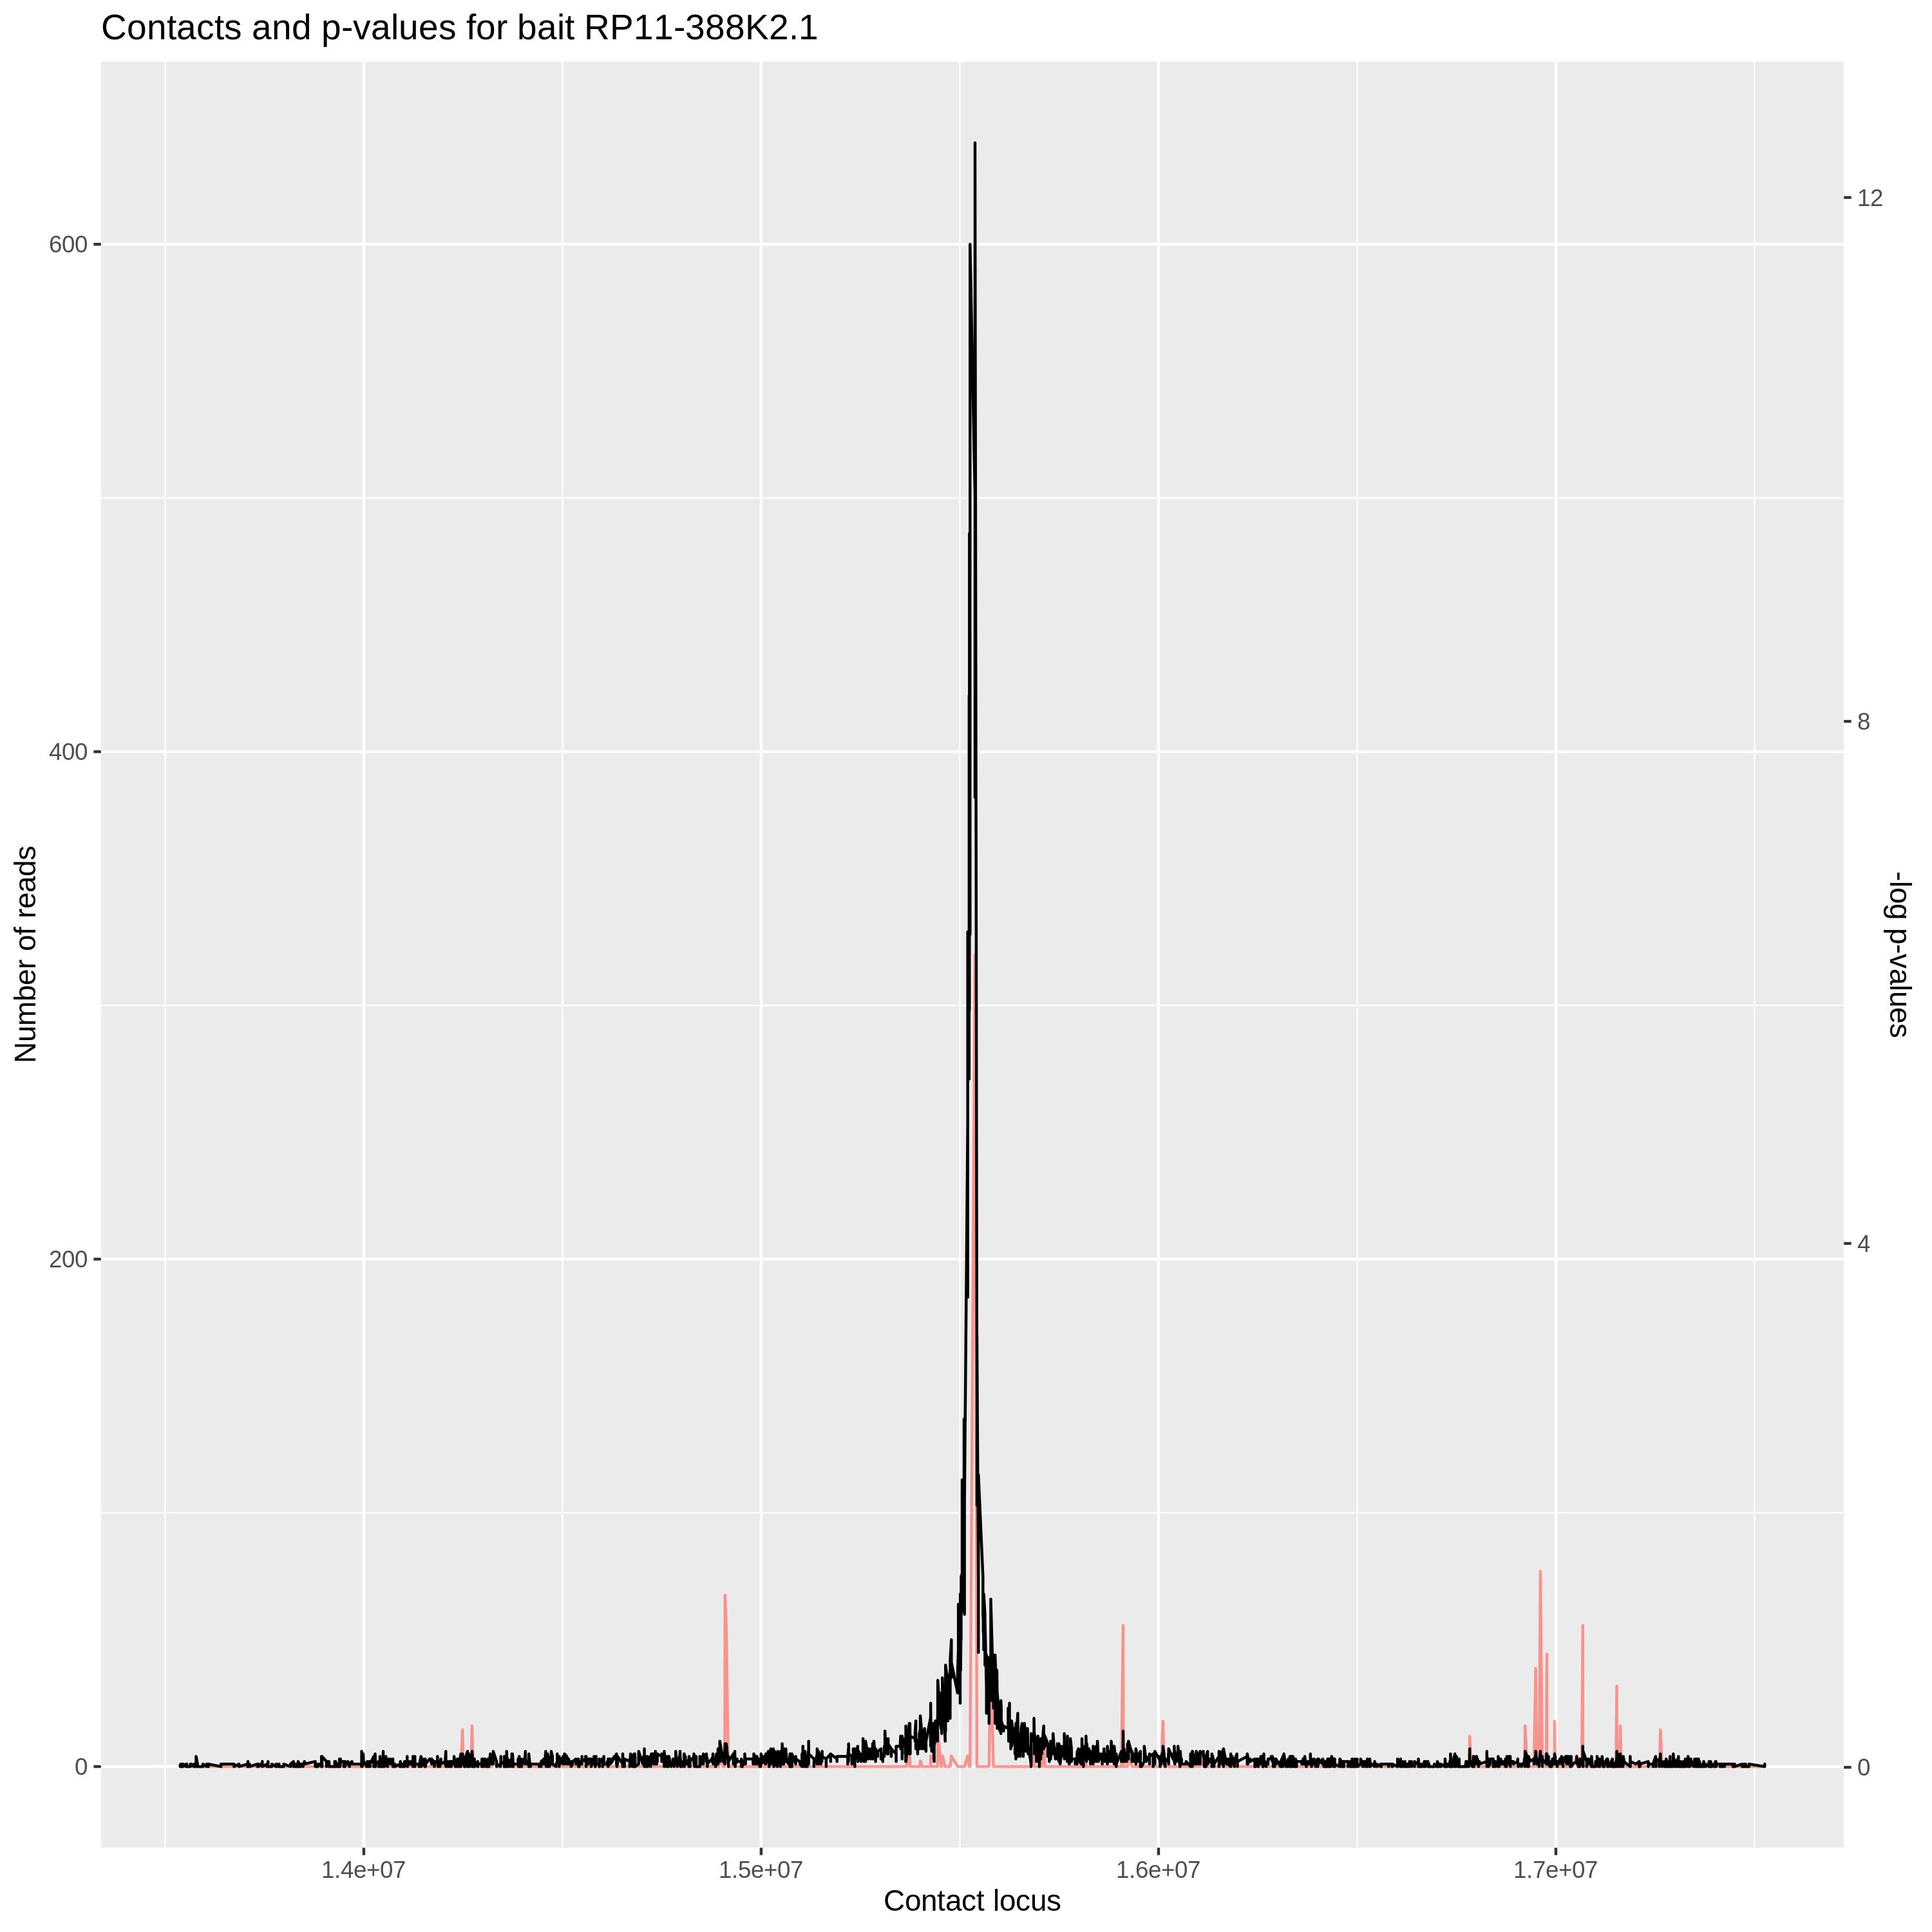 Contacts and p-values for bait RP11-388K2.1
600
400
200
0
12
8
4
0
Number of reads
-log p-values
1.4e+07
1.5e+07
1.6e+07
1.7e+07
Contact locus